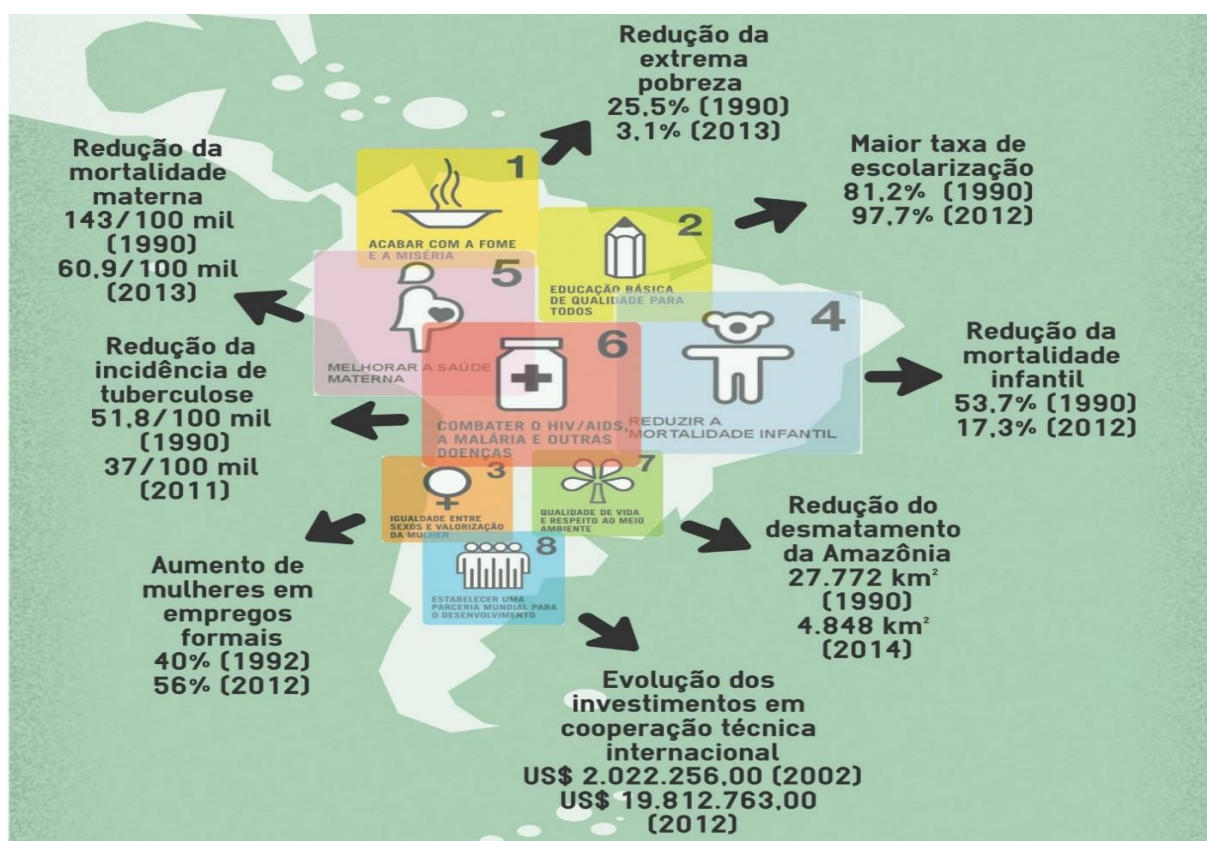 Redução da
extrema
pobreza
25,5% (1990)
3,1% (2013)
Maior taxa de
escolarização
81,2% (1990)
97,7% (2012)
Redução da
mortalidade
materna
143/100 mil
(1990)
60,9/100 mil
(2013)
1
ACABAR COM A FOME
E A MISÉRIA
2
EDUCAÇÃO BÁSICA
DE QUALIDADE PARA
TODOS
5
MELHORAR A SAÚDE
MATERNA
4
REDUZIR A
MORTALIDADE INFANTIL
6
COMBATER O HIV/AIDS,
A MALÁRIA E OUTRAS
DOENÇAS
Redução da
mortalidade
infantil
53,7% (1990)
17,3% (2012)
Redução da
incidência de
tuberculose
51,8/100 mil
(1990)
37/100 mil
(2011)
3
IGUALDADE ENTRE
SEXOS E VALORIZAÇÃO
DA MULHER
7
QUALIDADE DE VIDA
E RESPEITO AO MEIO
AMBIENTE
8
ESTABELECER UMA
PARCERIA MUNDIAL PARA
O DESENVOLVIMENTO
Redução do
desmatamento
da Amazônia
27.772 km²
(1990)
4.848 km²
(2014)
Aumento de
mulheres em
empregos
formais
40% (1992)
56% (2012)
Evolução dos
investimentos em
cooperação técnica
internacional
US$ 2.022.256,00 (2002)
US$ 19.812.763,00
(2012)